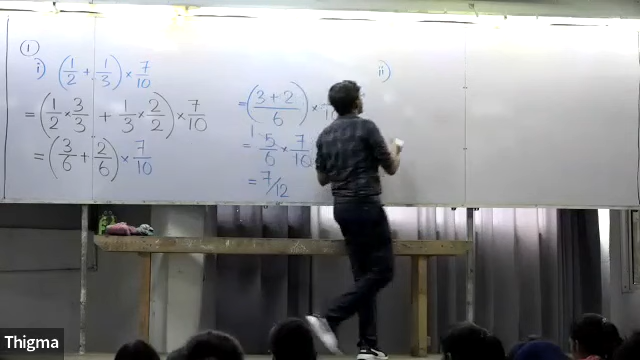 ①
i) (1/2 + 1/3) × 7/10
= (1/2 × 3/3 + 1/3 × 2/2) × 7/10
= (3/6 + 2/6) × 7/10
= (3+2/6) × 10
= 5/6 × 7/10
= 7/12
ii)
Thigma